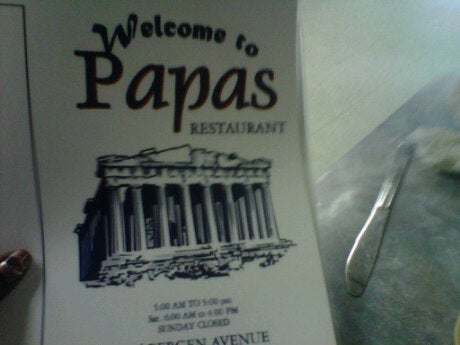 Welcome to
Papas
RESTAURANT
5:00 AM TO 5:00 pm
Sat. 6:00 AM to 4:00 PM
SUNDAY CLOSED
BERGEN AVENUE